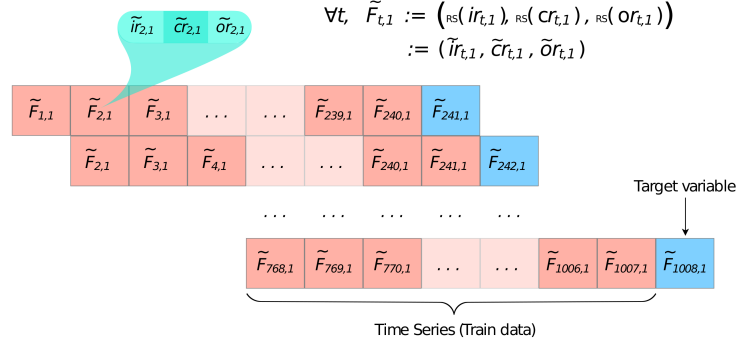 ∀t, F̃t,1 := (RS(irt,1), RS(crt,1), RS(ort,1))
:= (ĩrt,1, c̃rt,1, õrt,1)
ĩr2,1 c̃r2,1 õr2,1
F̃1,1 F̃2,1 F̃3,1 ... ... F̃239,1 F̃240,1 F̃241,1
F̃2,1 F̃3,1 F̃4,1 ... ... F̃240,1 F̃241,1 F̃242,1
... ... ... ... ...
Target variable
F̃768,1 F̃769,1 F̃770,1 ... ... F̃1006,1 F̃1007,1 F̃1008,1
Time Series (Train data)